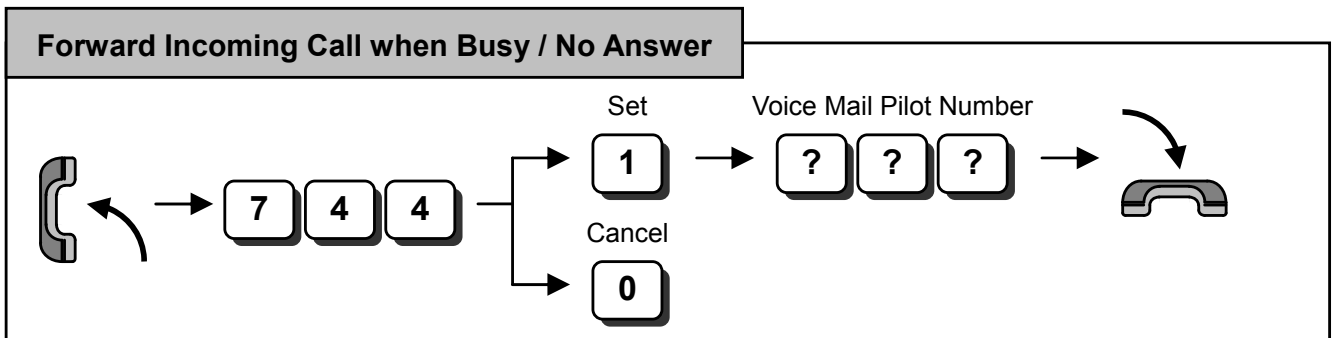 Forward Incoming Call when Busy / No Answer
Set Voice Mail Pilot Number
7 4 4 1 ? ? ?
Cancel
0